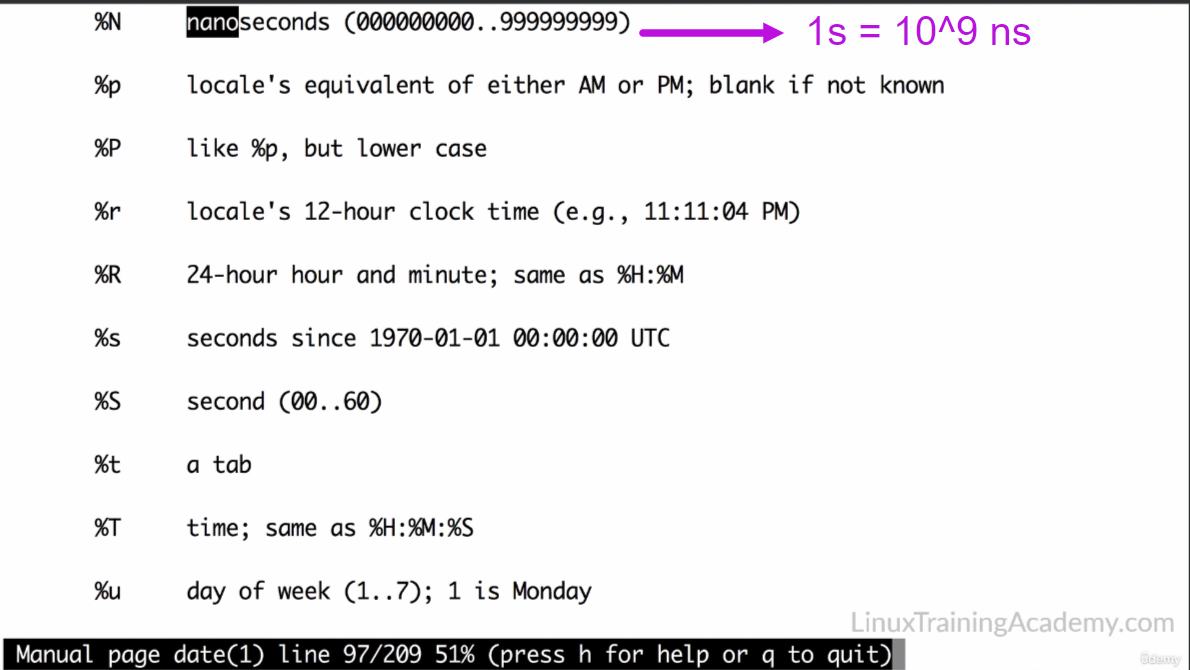 %N nanoseconds (000000000..999999999) 1s = 10^9 ns
%p locale's equivalent of either AM or PM; blank if not known
%P like %p, but lower case
%r locale's 12-hour clock time (e.g., 11:11:04 PM)
%R 24-hour hour and minute; same as %H:%M
%s seconds since 1970-01-01 00:00:00 UTC
%S second (00..60)
%t a tab
%T time; same as %H:%M:%S
%u day of week (1..7); 1 is Monday
LinuxTrainingAcademy.com
Manual page date(1) line 97/209 51% (press h for help or q to quit)
ûdemy